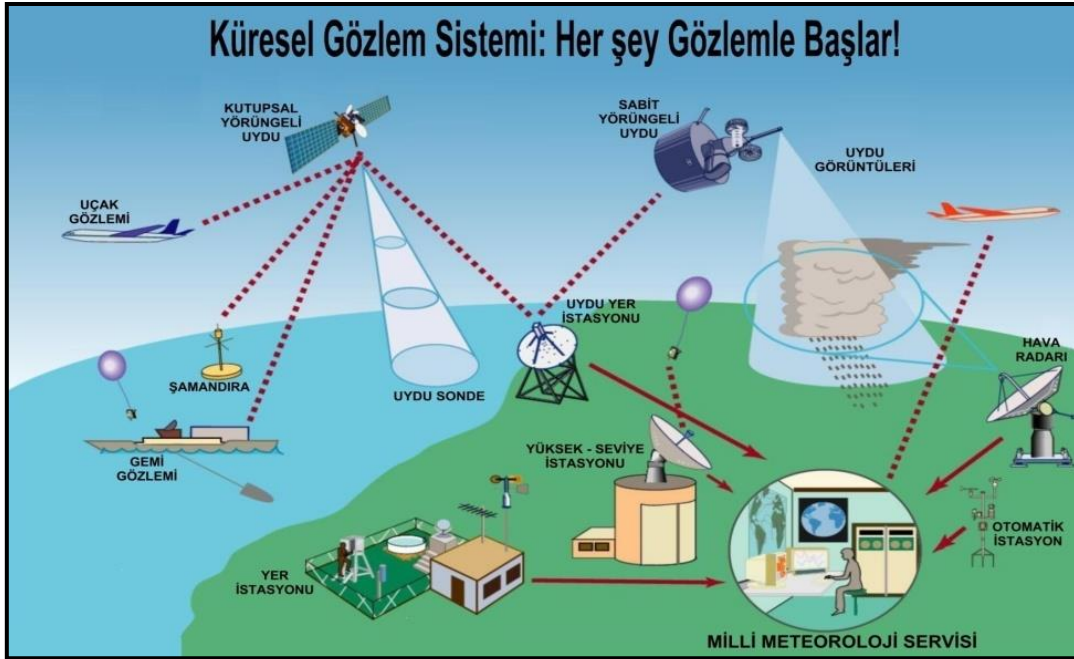 Küresel Gözlem Sistemi: Her şey Gözlemle Başlar!
KUTUPSAL
YÖRÜNGELİ
UYDU
SABİT
YÖRÜNGELİ
UYDU
UYDU
GÖRÜNTÜLERİ
UÇAK
GÖZLEMİ
UYDU YER
İSTASYONU
HAVA
RADARI
ŞAMANDIRA
UYDU SONDE
GEMİ
GÖZLEMİ
YÜKSEK - SEVİYE
İSTASYONU
OTOMATİK
İSTASYON
YER
İSTASYONU
MİLLİ METEOROLOJİ SERVİSİ